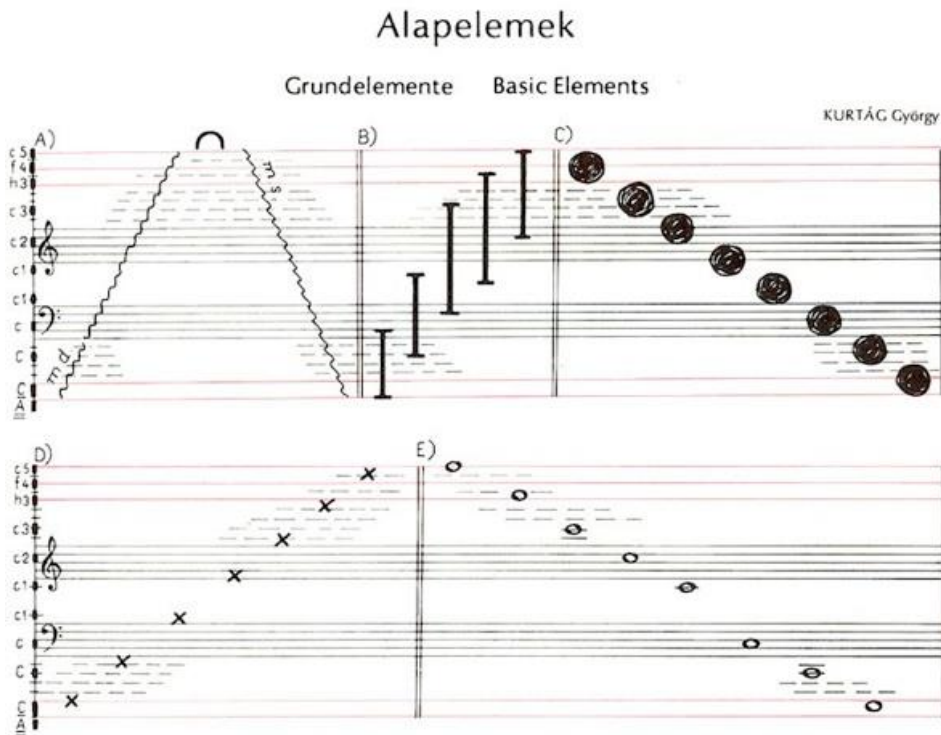 Alapelemek
Grundelemente Basic Elements
KURTÁG György
A) B) C)
c5
f4
h3
c3
c2
c1
c1
c
C
C
A
m d
m s
D) E)
c5
f4
h3
c3
c2
c1
c1
c
C
C
A